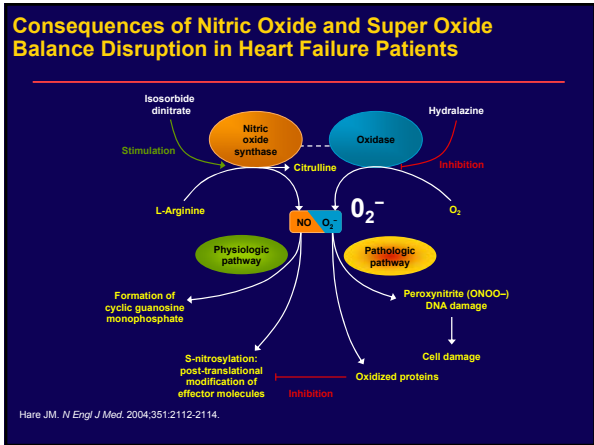 Consequences of Nitric Oxide and Super Oxide
Balance Disruption in Heart Failure Patients
Isosorbide
dinitrate
Hydralazine
Nitric
oxide
synthase
Oxidase
Stimulation
Citrulline
Inhibition
L-Arginine
O₂
NO O₂⁻
0₂⁻
Physiologic
pathway
Pathologic
pathway
Formation of
cyclic guanosine
monophosphate
Peroxynitrite (ONOO–)
DNA damage
Cell damage
S-nitrosylation:
post-translational
modification of
effector molecules
Inhibition
Oxidized proteins
Hare JM. N Engl J Med. 2004;351:2112-2114.